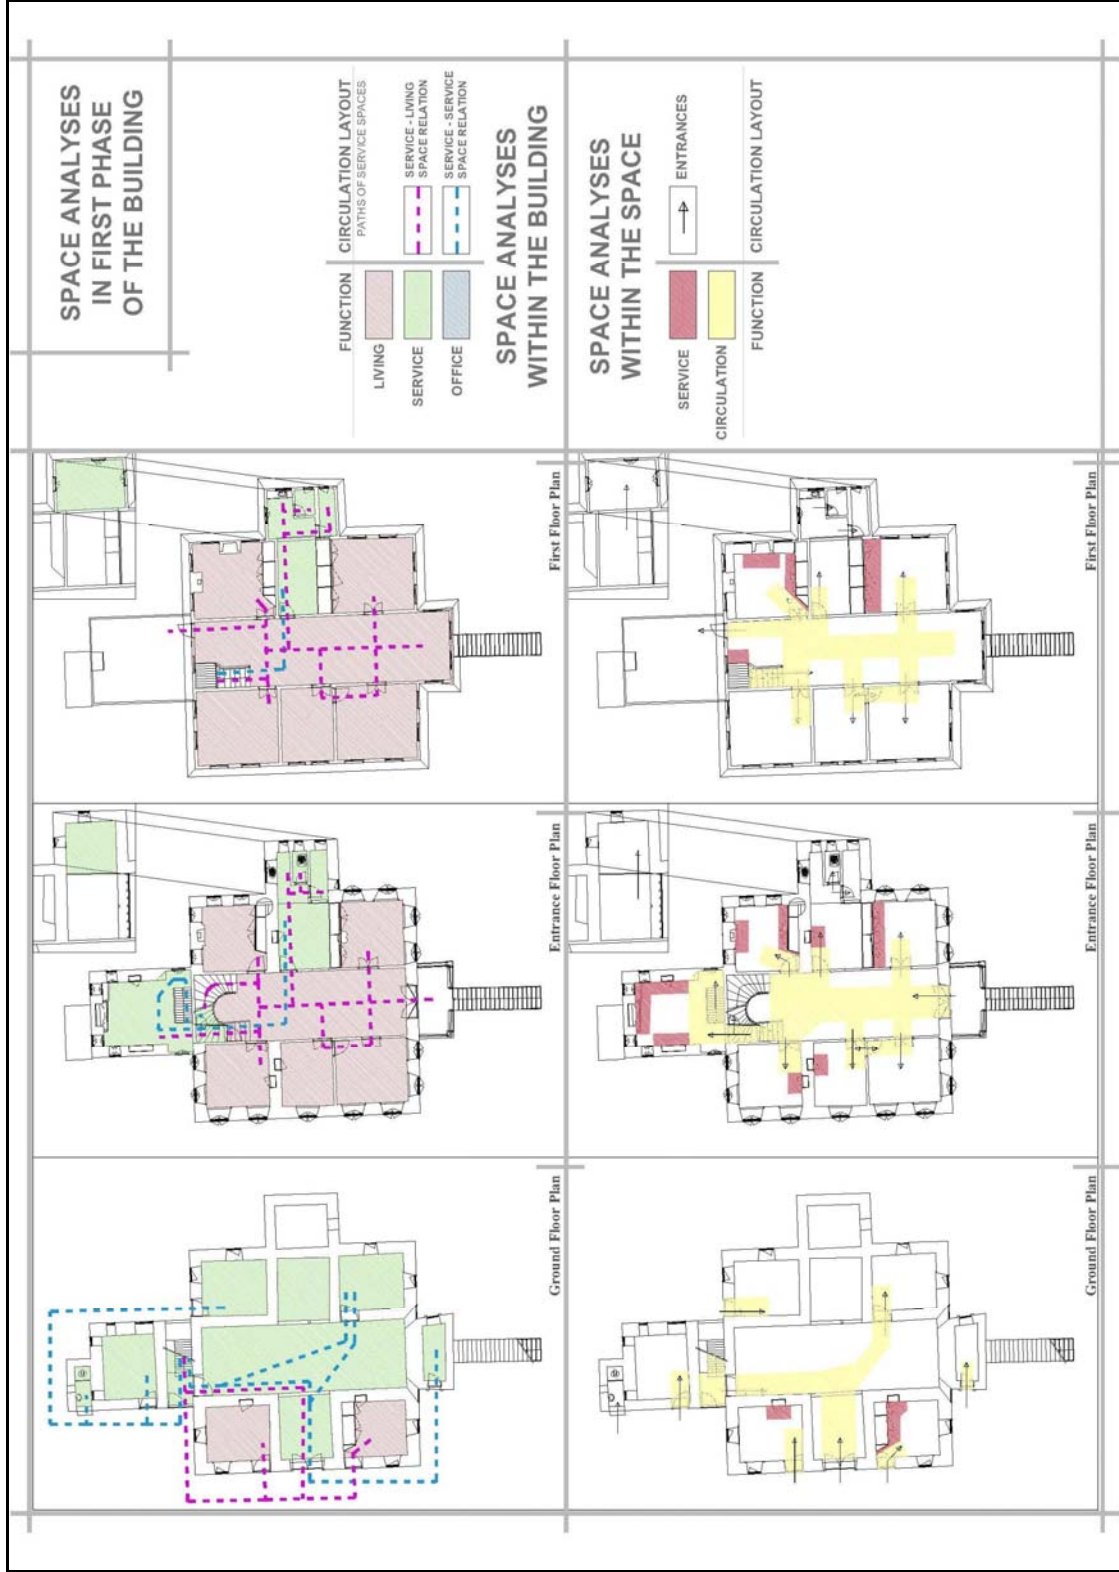 SPACE ANALYSES
IN FIRST PHASE
OF THE BUILDING
FUNCTION
CIRCULATION LAYOUT
PATHS OF SERVICE SPACES
LIVING
SERVICE
OFFICE
SERVICE - LIVING
SPACE RELATION
SERVICE - SERVICE
SPACE RELATION
SPACE ANALYSES
WITHIN THE BUILDING
SPACE ANALYSES
WITHIN THE SPACE
SERVICE
CIRCULATION
ENTRANCES
FUNCTION
CIRCULATION LAYOUT
Ground Floor Plan
Entrance Floor Plan
First Floor Plan
Ground Floor Plan
Entrance Floor Plan
First Floor Plan